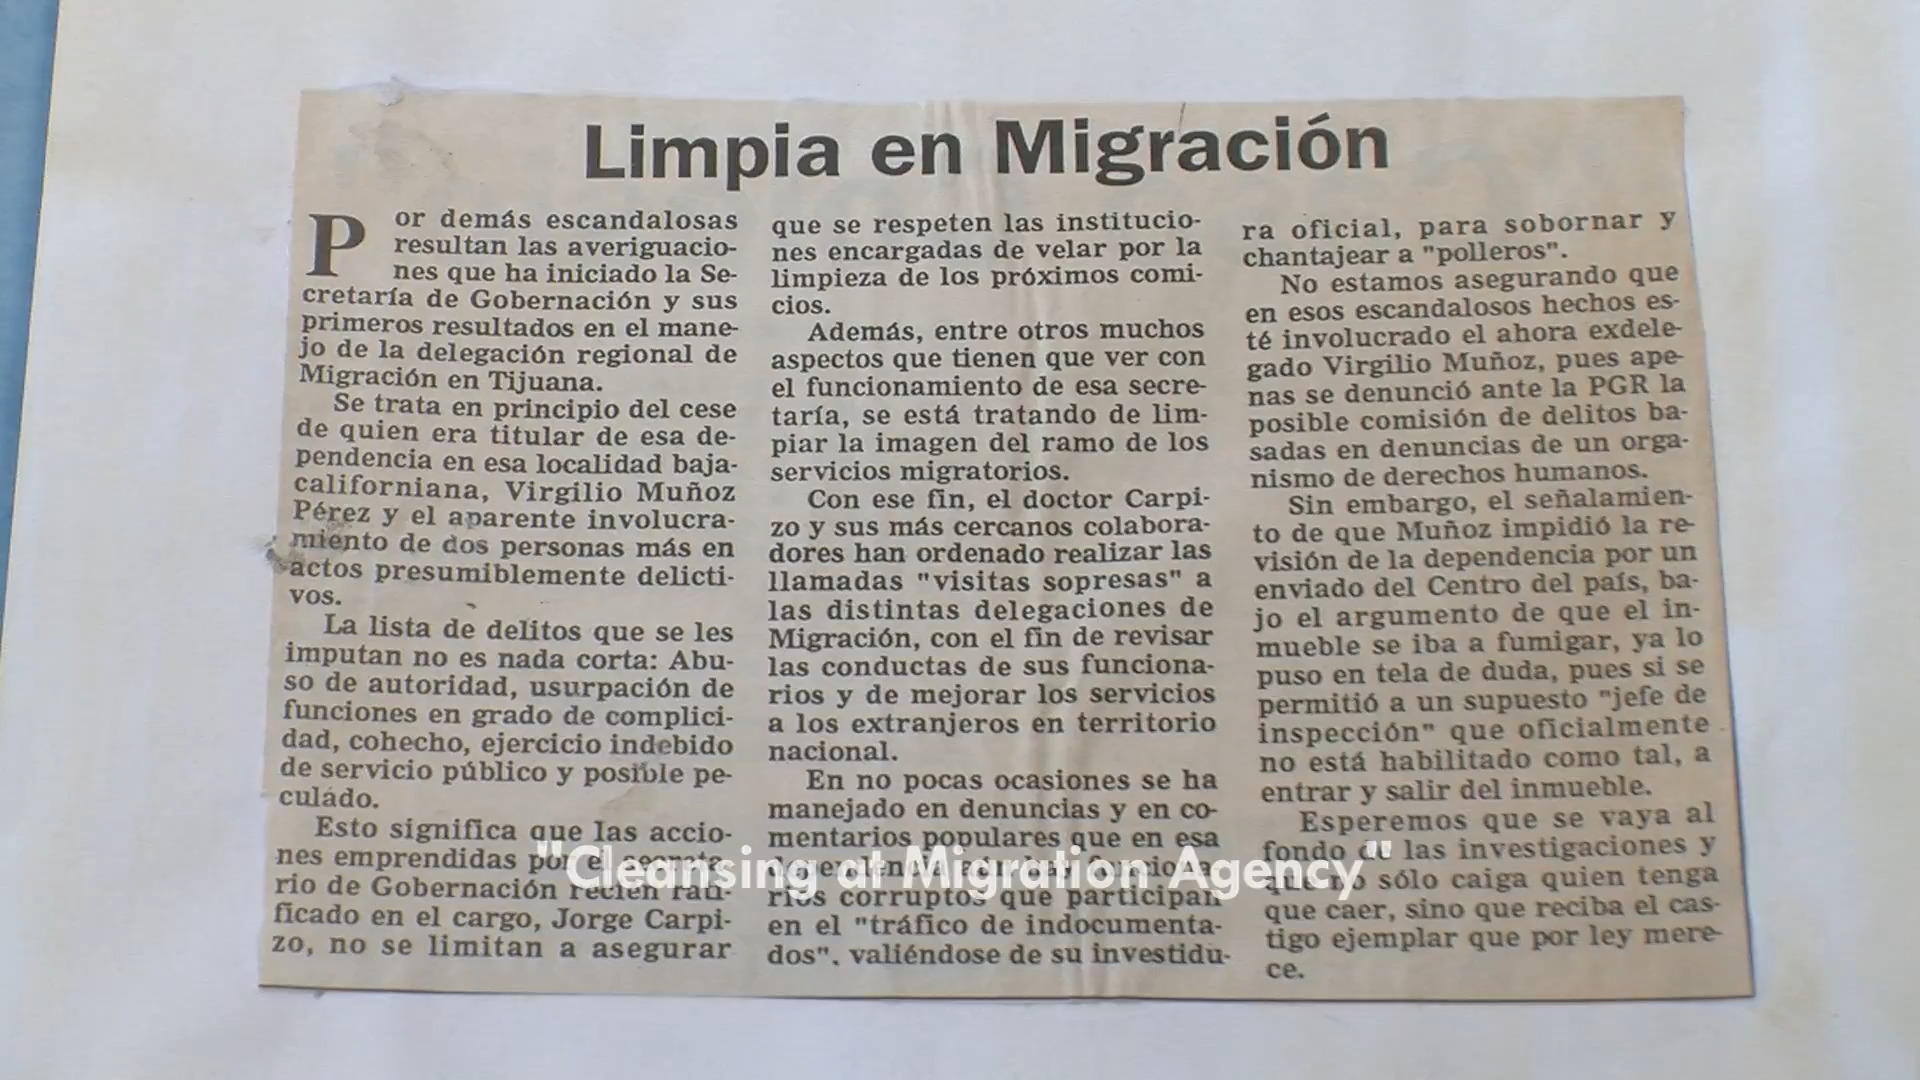 Limpia en Migración
Por demás escandalosas
resultan las averiguacio-
nes que ha iniciado la Se-
cretaría de Gobernación y sus
primeros resultados en el mane-
jo de la delegación regional de
Migración en Tijuana.
Se trata en principio del cese
de quien era titular de esa de-
pendencia en esa localidad baja-
californiana, Virgilio Muñoz
Pérez y el aparente involucra-
miento de dos personas más en
actos presumiblemente delicti-
vos.
La lista de delitos que se les
imputan no es nada corta: Abu-
so de autoridad, usurpación de
funciones en grado de complici-
dad, cohecho, ejercicio indebido
de servicio público y posible pe-
culado.
Esto significa que las accio-
nes emprendidas por el secreta-
rio de Gobernación recien rati-
ficado en el cargo, Jorge Carpi-
zo, no se limitan a asegurar
que se respeten las institucio-
nes encargadas de velar por la
limpieza de los próximos comi-
cios.
Además, entre otros muchos
aspectos que tienen que ver con
el funcionamiento de esa secre-
taría, se está tratando de lim-
piar la imagen del ramo de los
servicios migratorios.
Con ese fin, el doctor Carpi-
zo y sus más cercanos colabora-
dores han ordenado realizar las
llamadas "visitas sopresas" a
las distintas delegaciones de
Migración, con el fin de revisar
las conductas de sus funciona-
rios y de mejorar los servicios
a los extranjeros en territorio
nacional.
En no pocas ocasiones se ha
manejado en denuncias y en co-
mentarios populares que en esa
rios corruptos que participan
en el "tráfico de indocumenta-
dos", valiéndose de su investidu-
ra oficial, para sobornar y
chantajear a "polleros".
No estamos asegurando que
en esos escandalosos hechos es-
té involucrado el ahora exdele-
gado Virgilio Muñoz, pues ape-
nas se denunció ante la PGR la
posible comisión de delitos ba-
sadas en denuncias de un orga-
nismo de derechos humanos.
Sin embargo, el señalamien-
to de que Muñoz impidió la re-
visión de la dependencia por un
enviado del Centro del país, ba-
jo el argumento de que el in-
mueble se iba a fumigar, ya lo
puso en tela de duda, pues si se
permitió a un supuesto "jefe de
inspección" que oficialmente
no está habilitado como tal, a
entrar y salir del inmueble.
Esperemos que se vaya al
fondo de las investigaciones y
que no sólo caiga quien tenga
que caer, sino que reciba el cas-
tigo ejemplar que por ley mere-
ce.
"Cleansing at Migration Agency"